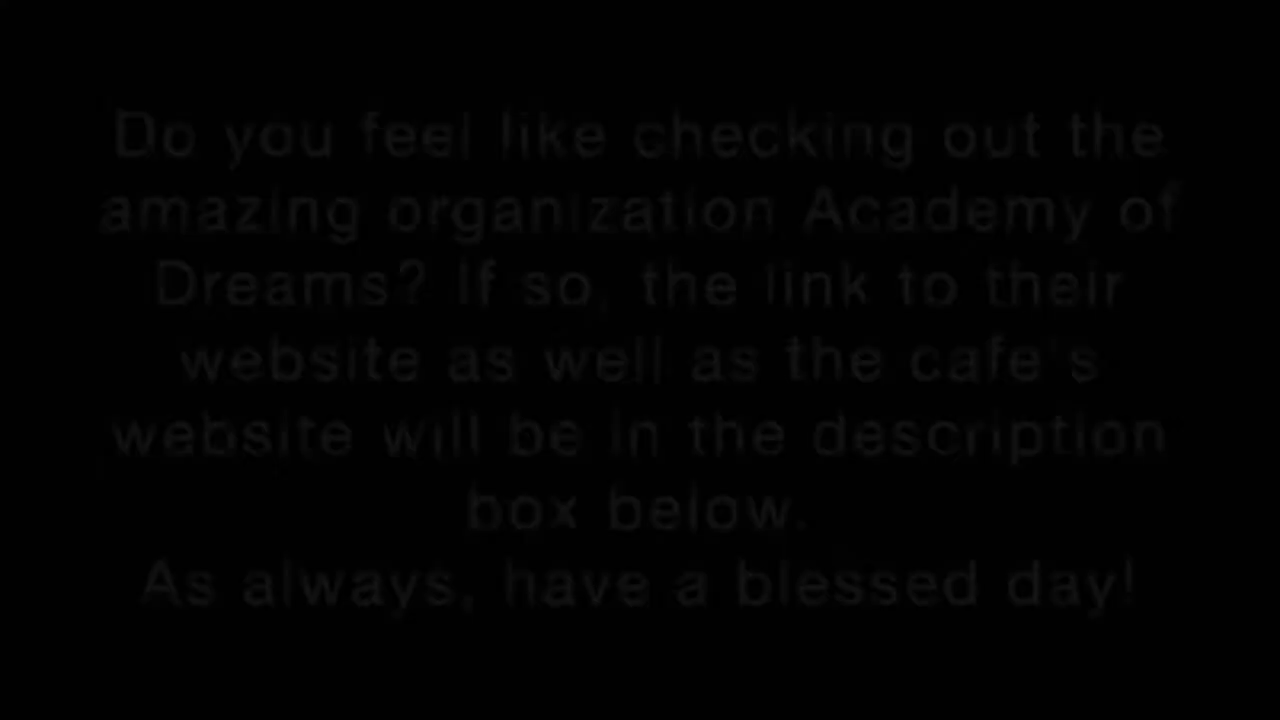 Do you feel like checking out the
amazing organization Academy of
Dreams? If so, the link to their
website as well as the cafe's
website will be in the description
box below.
As always, have a blessed day!